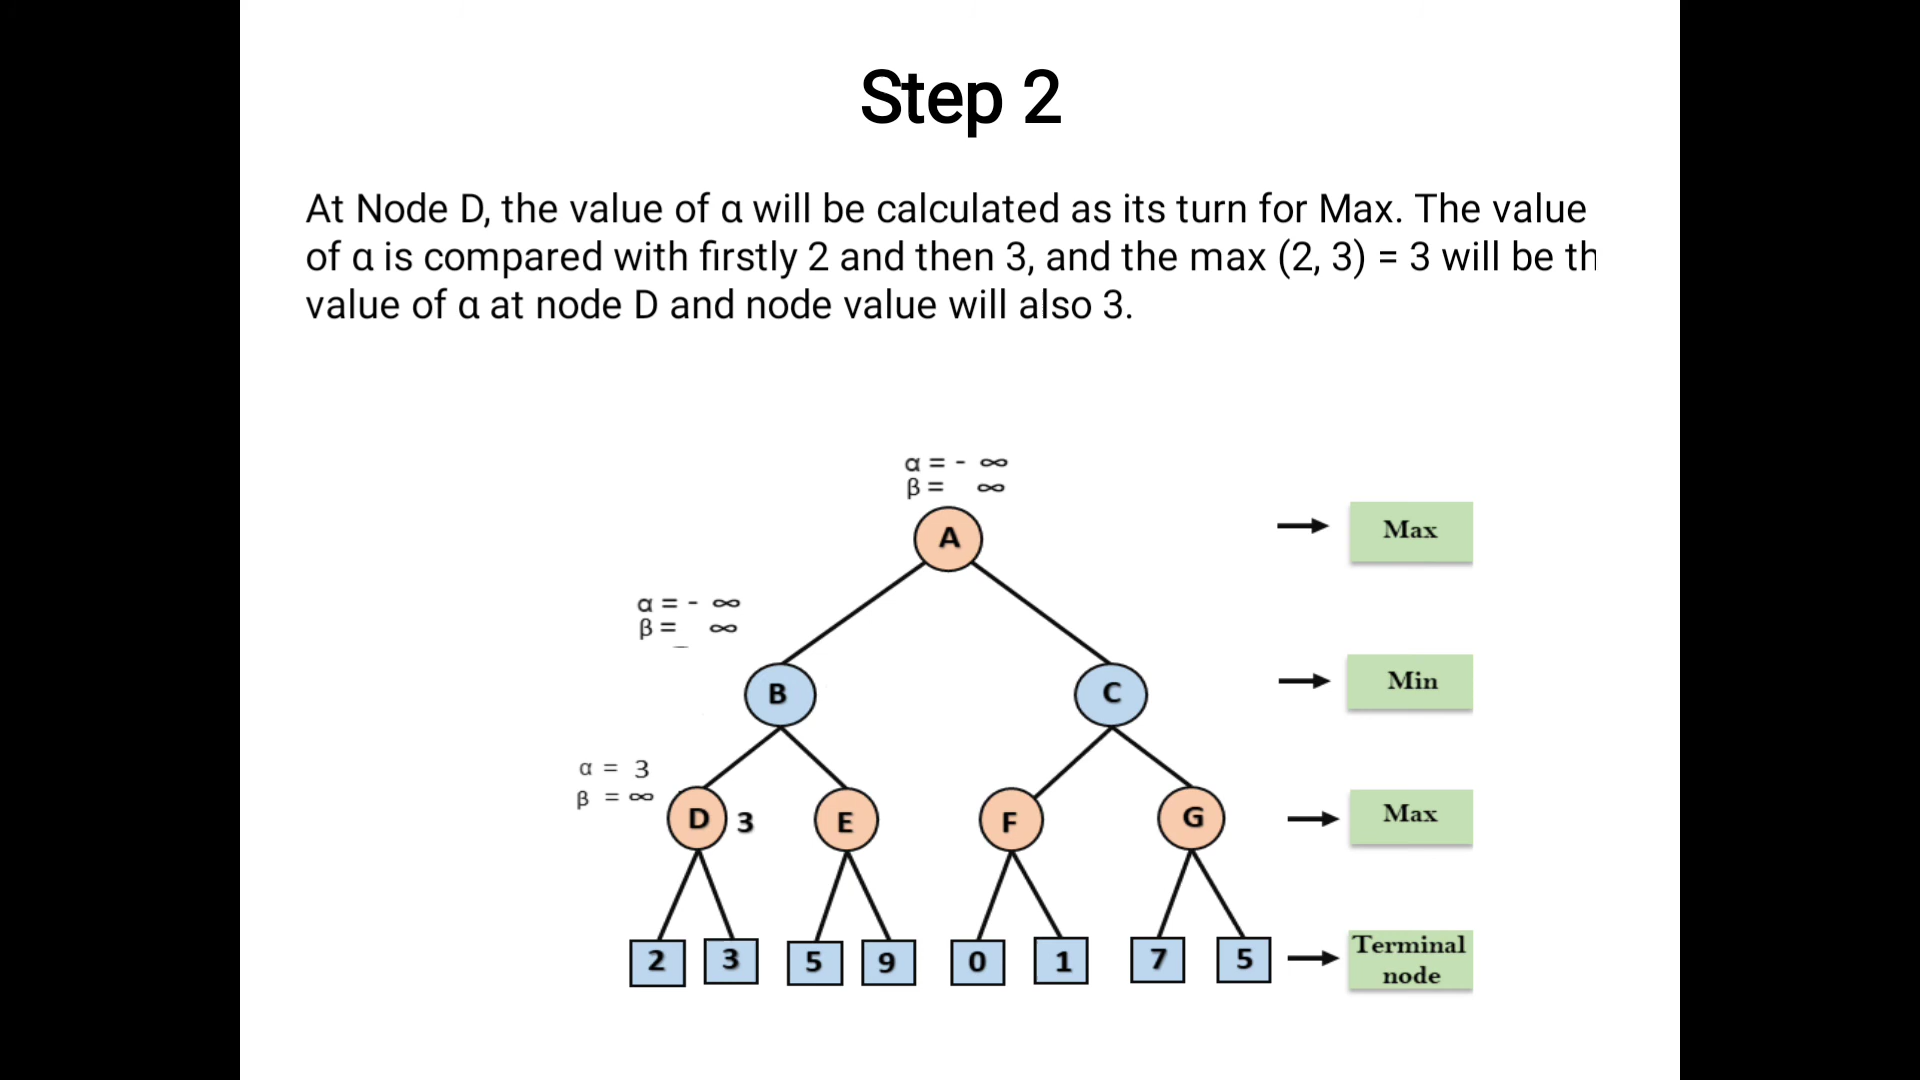 Step 2
At Node D, the value of α will be calculated as its turn for Max. The value
of α is compared with firstly 2 and then 3, and the max (2, 3) = 3 will be th
value of α at node D and node value will also 3.
α = - ∞
β = ∞
A
Max
α = - ∞
β = ∞
B
C
Min
α = 3
β = ∞
D 3
E
F
G
Max
2
3
5
9
0
1
7
5
Terminal
node